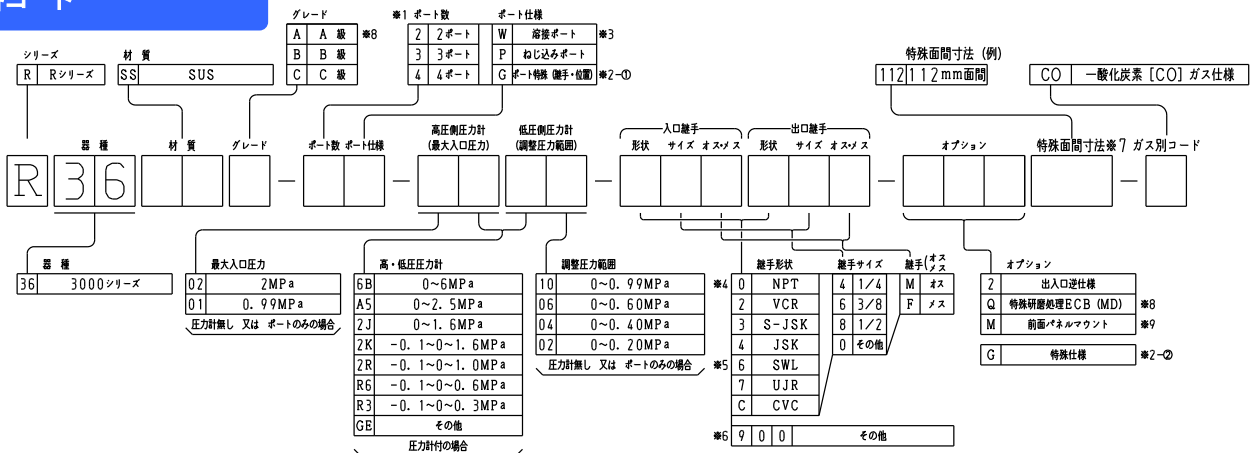 コード
グレード
A A 級 ※8
B B 級
C C 級
※1 ポート数
2 2ポート
3 3ポート
4 4ポート
ポート仕様
W 溶接ポート ※3
P ねじ込みポート
G ポート特殊 (継手・位置) ※2-①
シリーズ
R Rシリーズ
材 質
SS SUS
特殊面間寸法 (例)
112 112mm面間
CO 一酸化炭素 [CO] ガス仕様
器 種
材 質
グレード
ポート数 ポート仕様
高圧側圧力計
(最大入口圧力)
低圧側圧力計
(調整圧力範囲)
入口継手
形状 サイズ オス・メス
出口継手
形状 サイズ オス・メス
オプション
特殊面間寸法※7 ガス別コード
R 3 6 — — — — —
器 種
36 3000シリーズ
最大入口圧力
02 2MPa
01 0.99MPa
圧力計無し 又は ポートのみの場合
高・低圧圧力計
6B 0~6MPa
A5 0~2.5MPa
2J 0~1.6MPa
2K -0.1~0~1.6MPa
2R -0.1~0~1.0MPa
R6 -0.1~0~0.6MPa
R3 -0.1~0~0.3MPa
GE その他
圧力計付の場合
調整圧力範囲
10 0~0.99MPa ※4
06 0~0.60MPa
04 0~0.40MPa
02 0~0.20MPa
圧力計無し 又は ポートのみの場合 ※5
継手形状
0 NPT
2 VCR
3 S-JSK
4 JSK
6 SWL
7 UJR
C CVC
※6 9 0 0 その他
継手サイズ
4 1/4
6 3/8
8 1/2
0 その他
継手(オス
メス
M オス
F メス
オプション
2 出入口逆仕様
Q 特殊研磨処理ECB (MD) ※8
M 前面パネルマウント ※9
G 特殊仕様 ※2-②